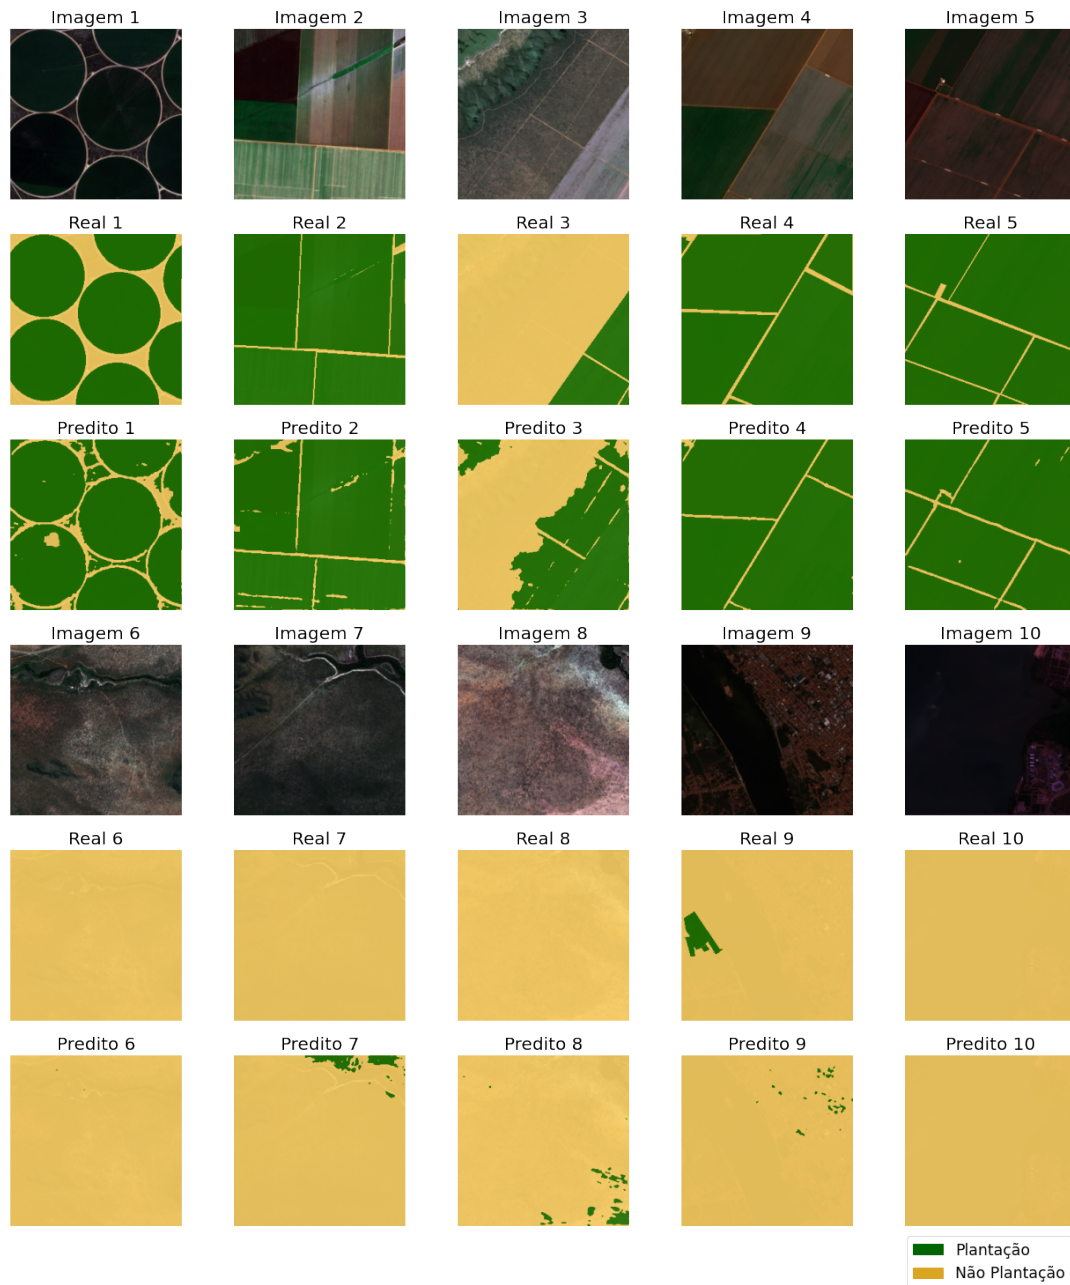 Imagem 1 Imagem 2 Imagem 3 Imagem 4 Imagem 5
Real 1 Real 2 Real 3 Real 4 Real 5
Predito 1 Predito 2 Predito 3 Predito 4 Predito 5
Imagem 6 Imagem 7 Imagem 8 Imagem 9 Imagem 10
Real 6 Real 7 Real 8 Real 9 Real 10
Predito 6 Predito 7 Predito 8 Predito 9 Predito 10
Plantação
Não Plantação